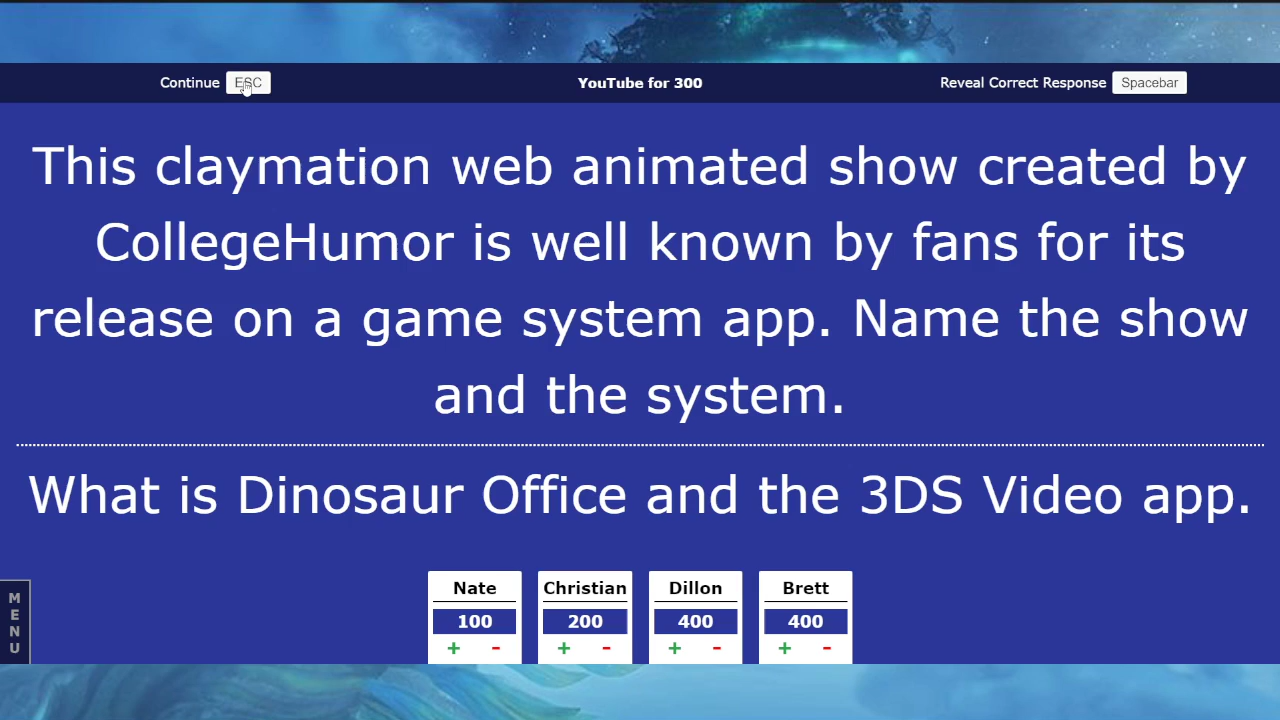 Continue ESC YouTube for 300 Reveal Correct Response Spacebar
This claymation web animated show created by
CollegeHumor is well known by fans for its
release on a game system app. Name the show
and the system.
What is Dinosaur Office and the 3DS Video app.
Nate Christian Dillon Brett
100 200 400 400
+ - + - + - + -
MENU